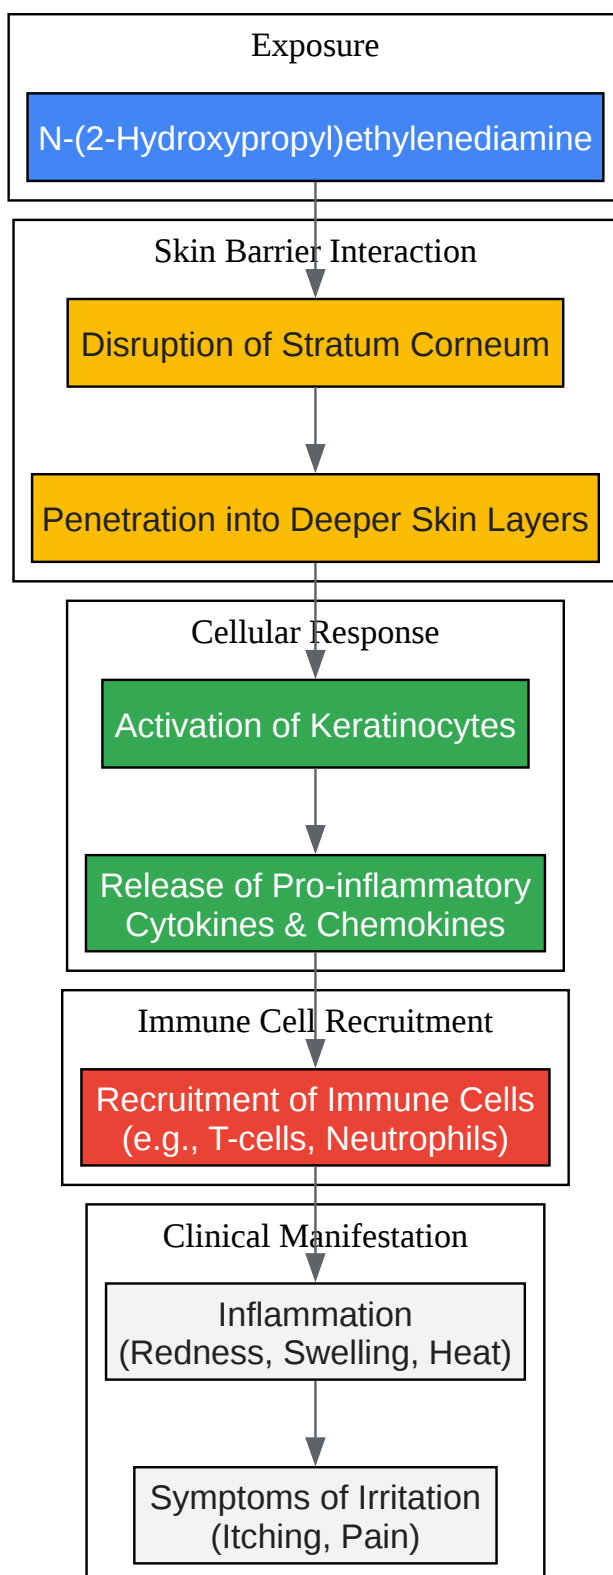 Exposure
N-(2-Hydroxypropyl)ethylenediamine
Skin Barrier Interaction
Disruption of Stratum Corneum
Penetration into Deeper Skin Layers
Cellular Response
Activation of Keratinocytes
Release of Pro-inflammatory
Cytokines & Chemokines
Immune Cell Recruitment
Recruitment of Immune Cells
(e.g., T-cells, Neutrophils)
Clinical Manifestation
Inflammation
(Redness, Swelling, Heat)
Symptoms of Irritation
(Itching, Pain)